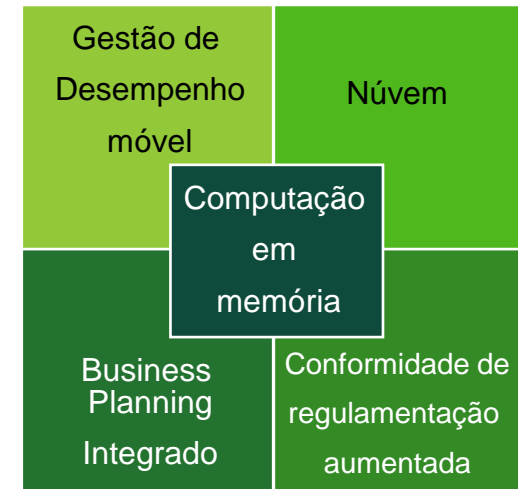 Gestão de
Desempenho
móvel
Núvem
Computação
em
memória
Business
Planning
Integrado
Conformidade de
regulamentação
aumentada